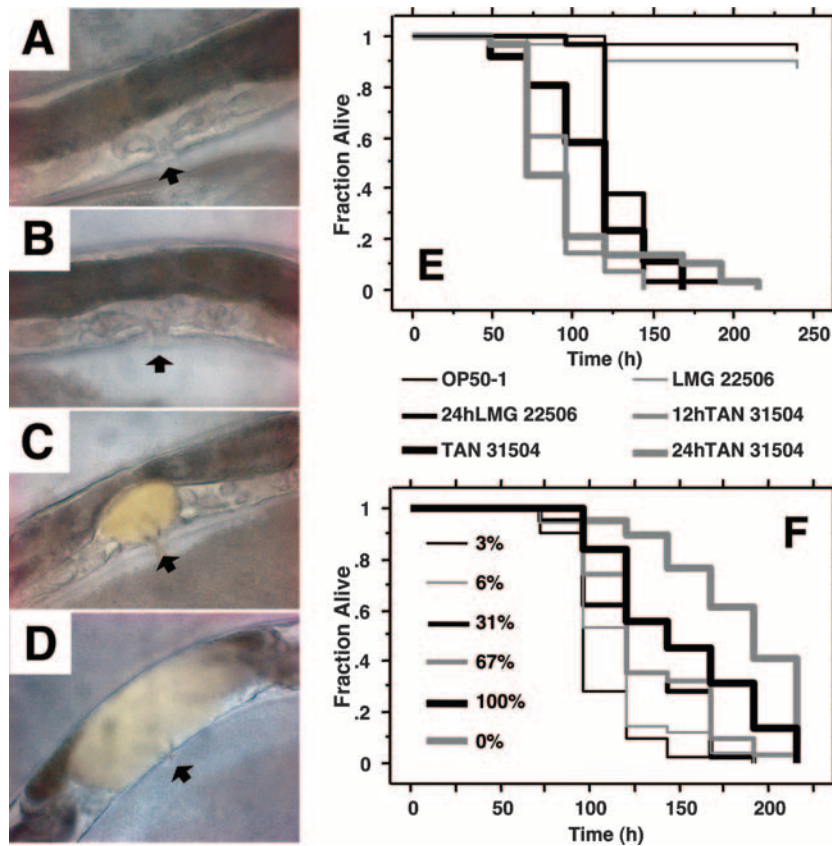 A
B
C
D
Fraction Alive
1
.8
.6
.4
.2
0
E
0 50 100 150 200 250
Time (h)
OP50-1 LMG 22506
24hLMG 22506 12hTAN 31504
TAN 31504 24hTAN 31504
Fraction Alive
1
.8
.6
.4
.2
0
F
3%
6%
31%
67%
100%
0%
0 50 100 150 200
Time (h)